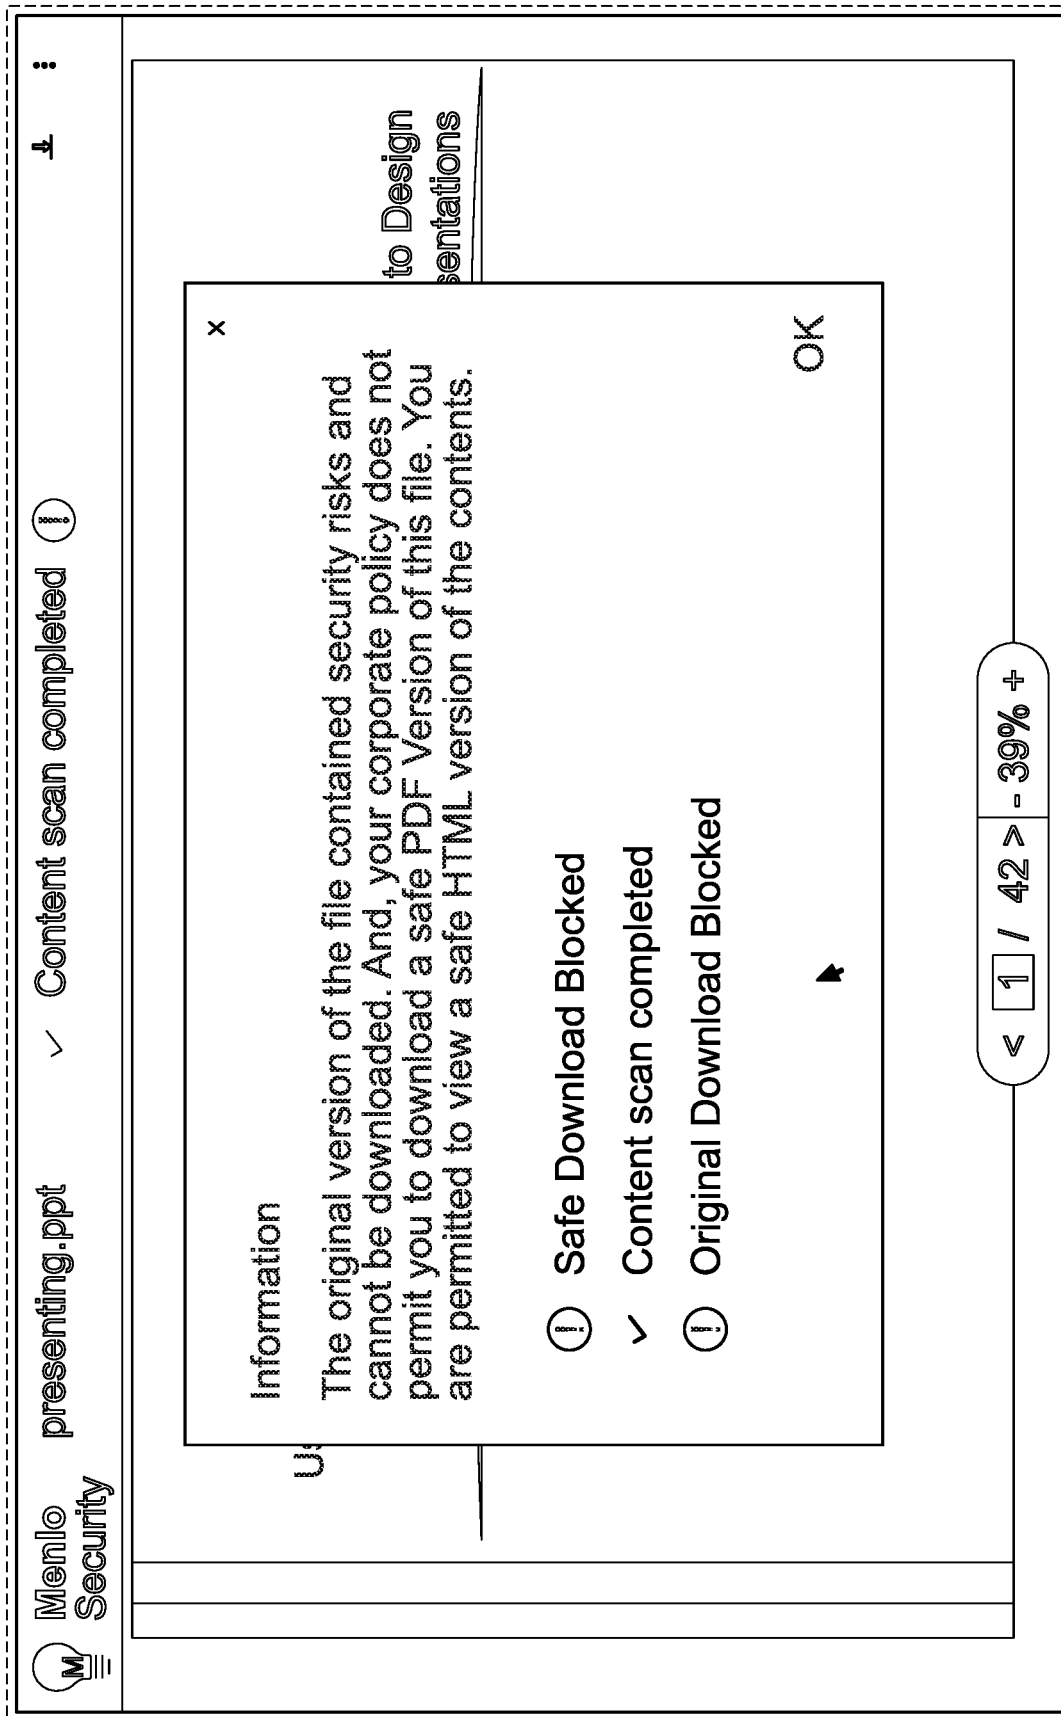 Menlo
Security
presenting.ppt
✓ Content scan completed
to Design
sentations
×
Information
The original version of the file contained security risks and
cannot be downloaded. And, your corporate policy does not
permit you to download a safe PDF Version of this file. You
are permitted to view a safe HTML version of the contents.
Safe Download Blocked
✓ Content scan completed
Original Download Blocked
OK
< 1 / 42 > - 39% +